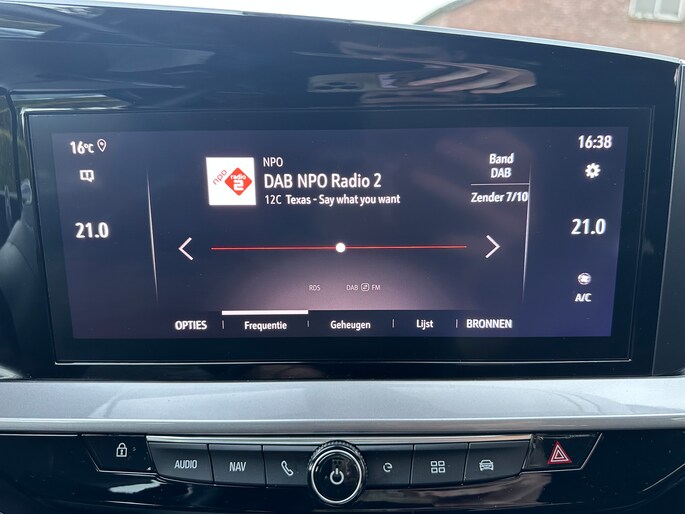 16°C
16:38
NPO
npo
radio
2
DAB NPO Radio 2
12C Texas - Say what you want
Band
DAB
Zender 7/10
21.0
21.0
RDS
DAB FM
A/C
OPTIES
Frequentie
Geheugen
Lijst
BRONNEN
AUDIO
NAV